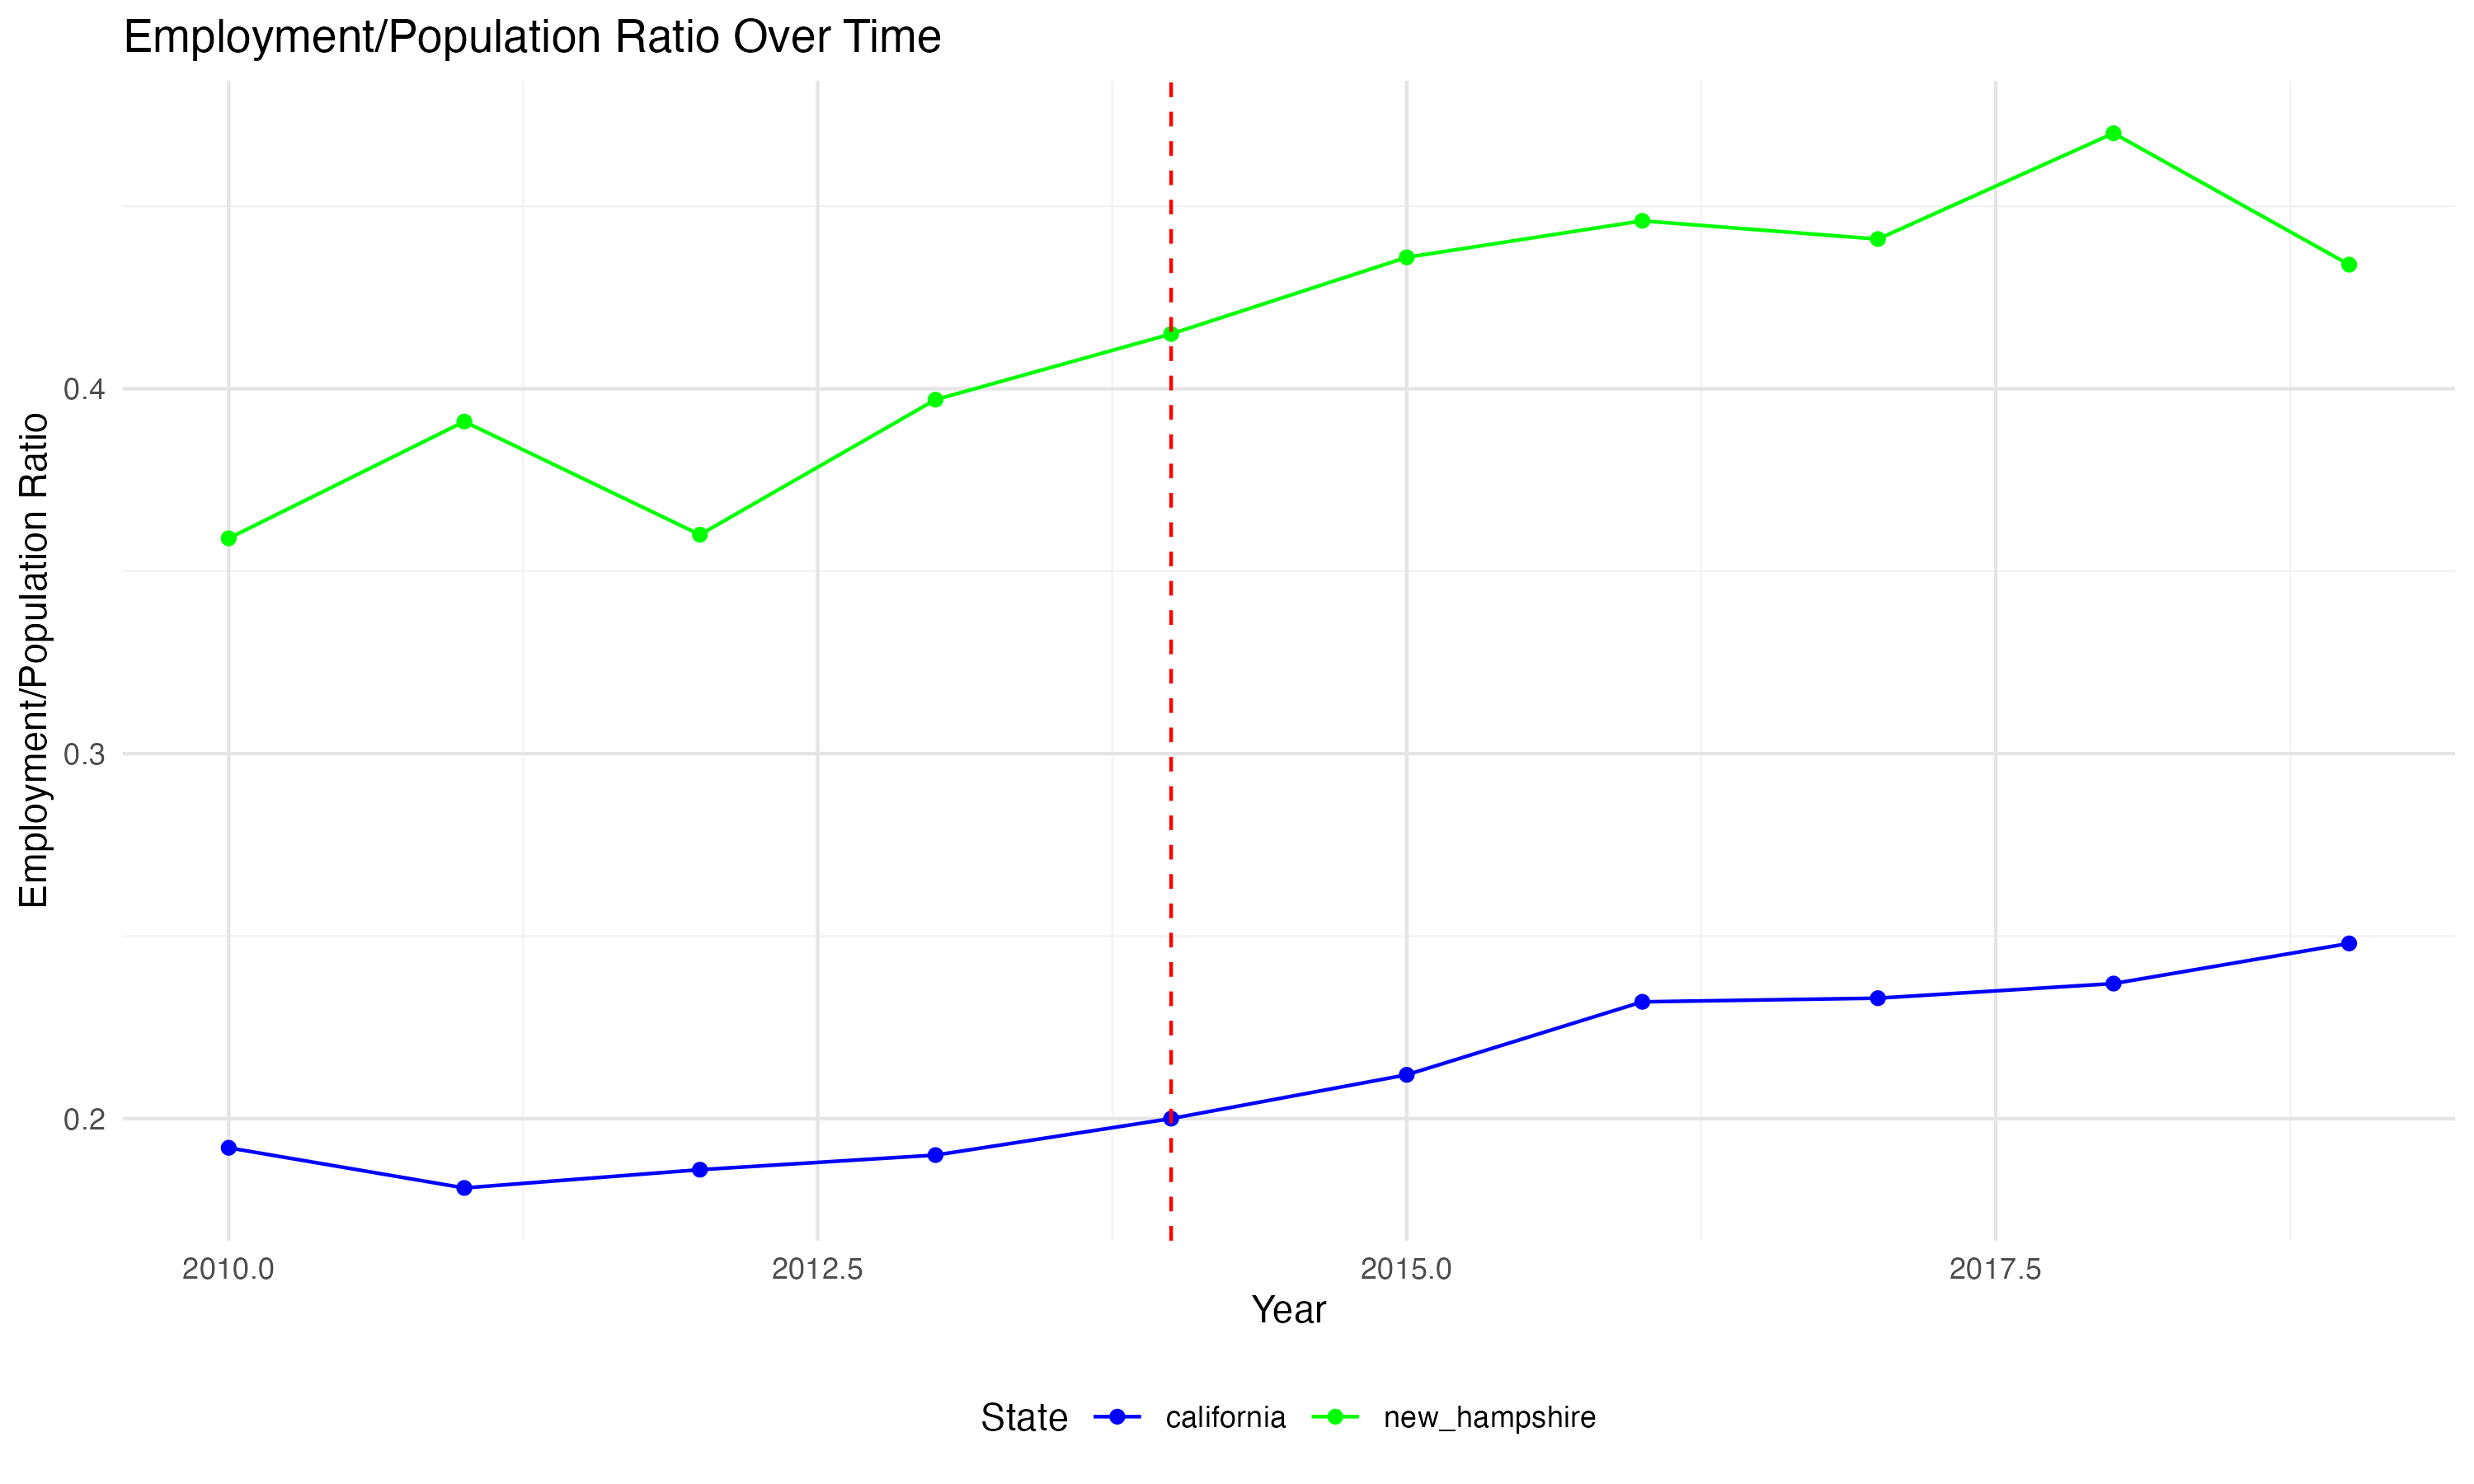 Employment/Population Ratio Over Time
Employment/Population Ratio
0.4
0.3
0.2
2010.0 2012.5 2015.0 2017.5
Year
State california new_hampshire